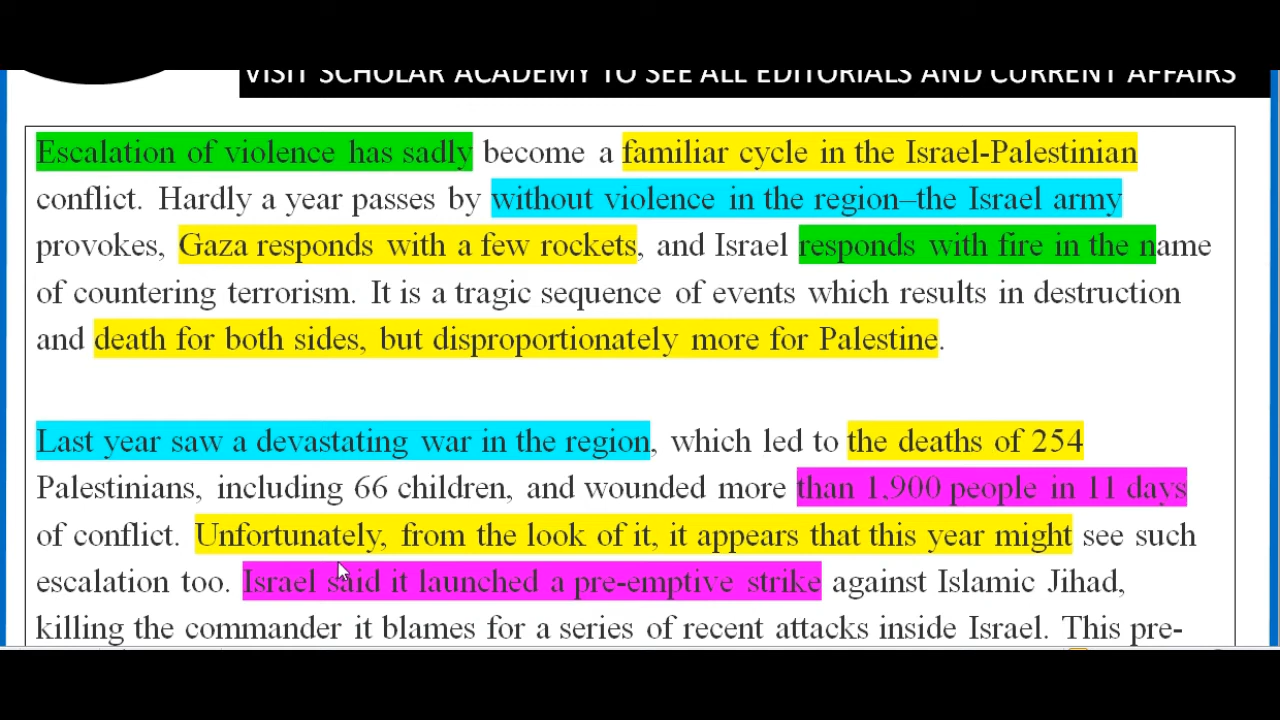 VISIT SCHOLAR ACADEMY TO SEE ALL EDITORIALS AND CURRENT AFFAIRS
Escalation of violence has sadly become a familiar cycle in the Israel-Palestinian
conflict. Hardly a year passes by without violence in the region–the Israel army
provokes, Gaza responds with a few rockets, and Israel responds with fire in the name
of countering terrorism. It is a tragic sequence of events which results in destruction
and death for both sides, but disproportionately more for Palestine.
Last year saw a devastating war in the region, which led to the deaths of 254
Palestinians, including 66 children, and wounded more than 1,900 people in 11 days
of conflict. Unfortunately, from the look of it, it appears that this year might see such
escalation too. Israel said it launched a pre-emptive strike against Islamic Jihad,
killing the commander it blames for a series of recent attacks inside Israel. This pre-